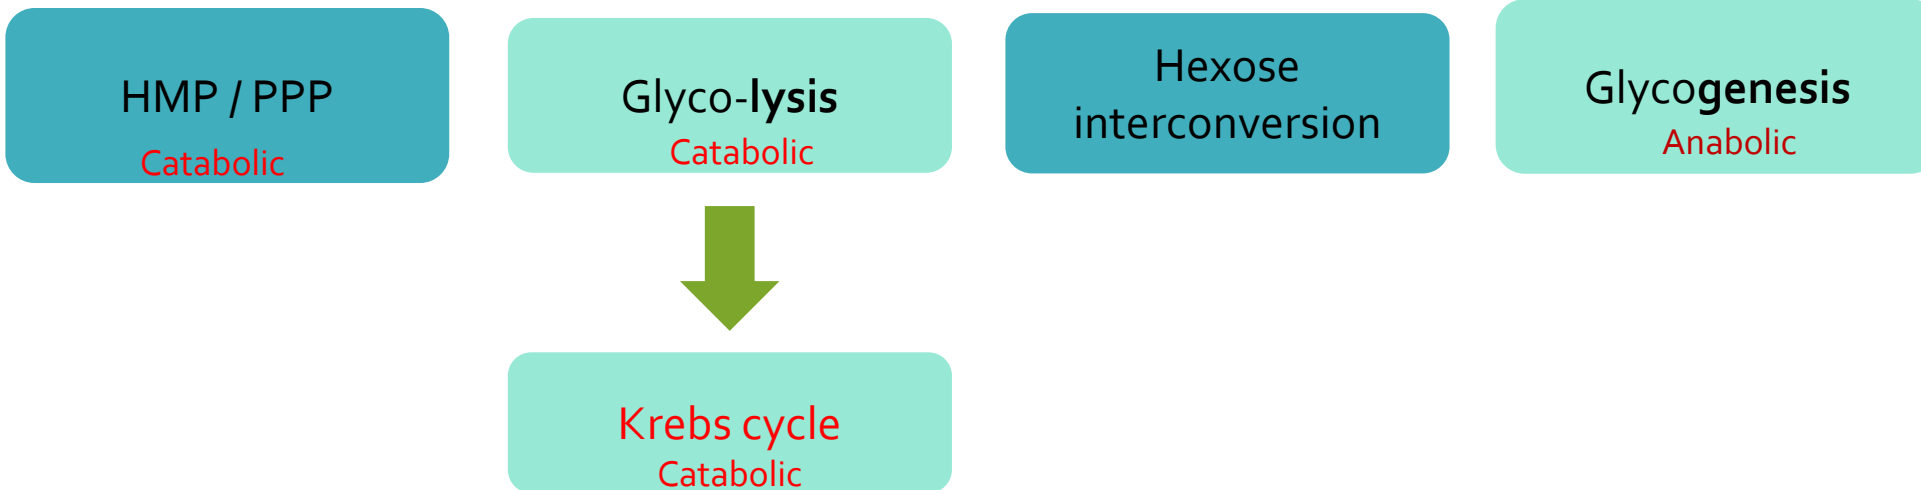 HMP / PPP
Catabolic
Glyco-lysis
Catabolic
Hexose
interconversion
Glycogenesis
Anabolic
Krebs cycle
Catabolic